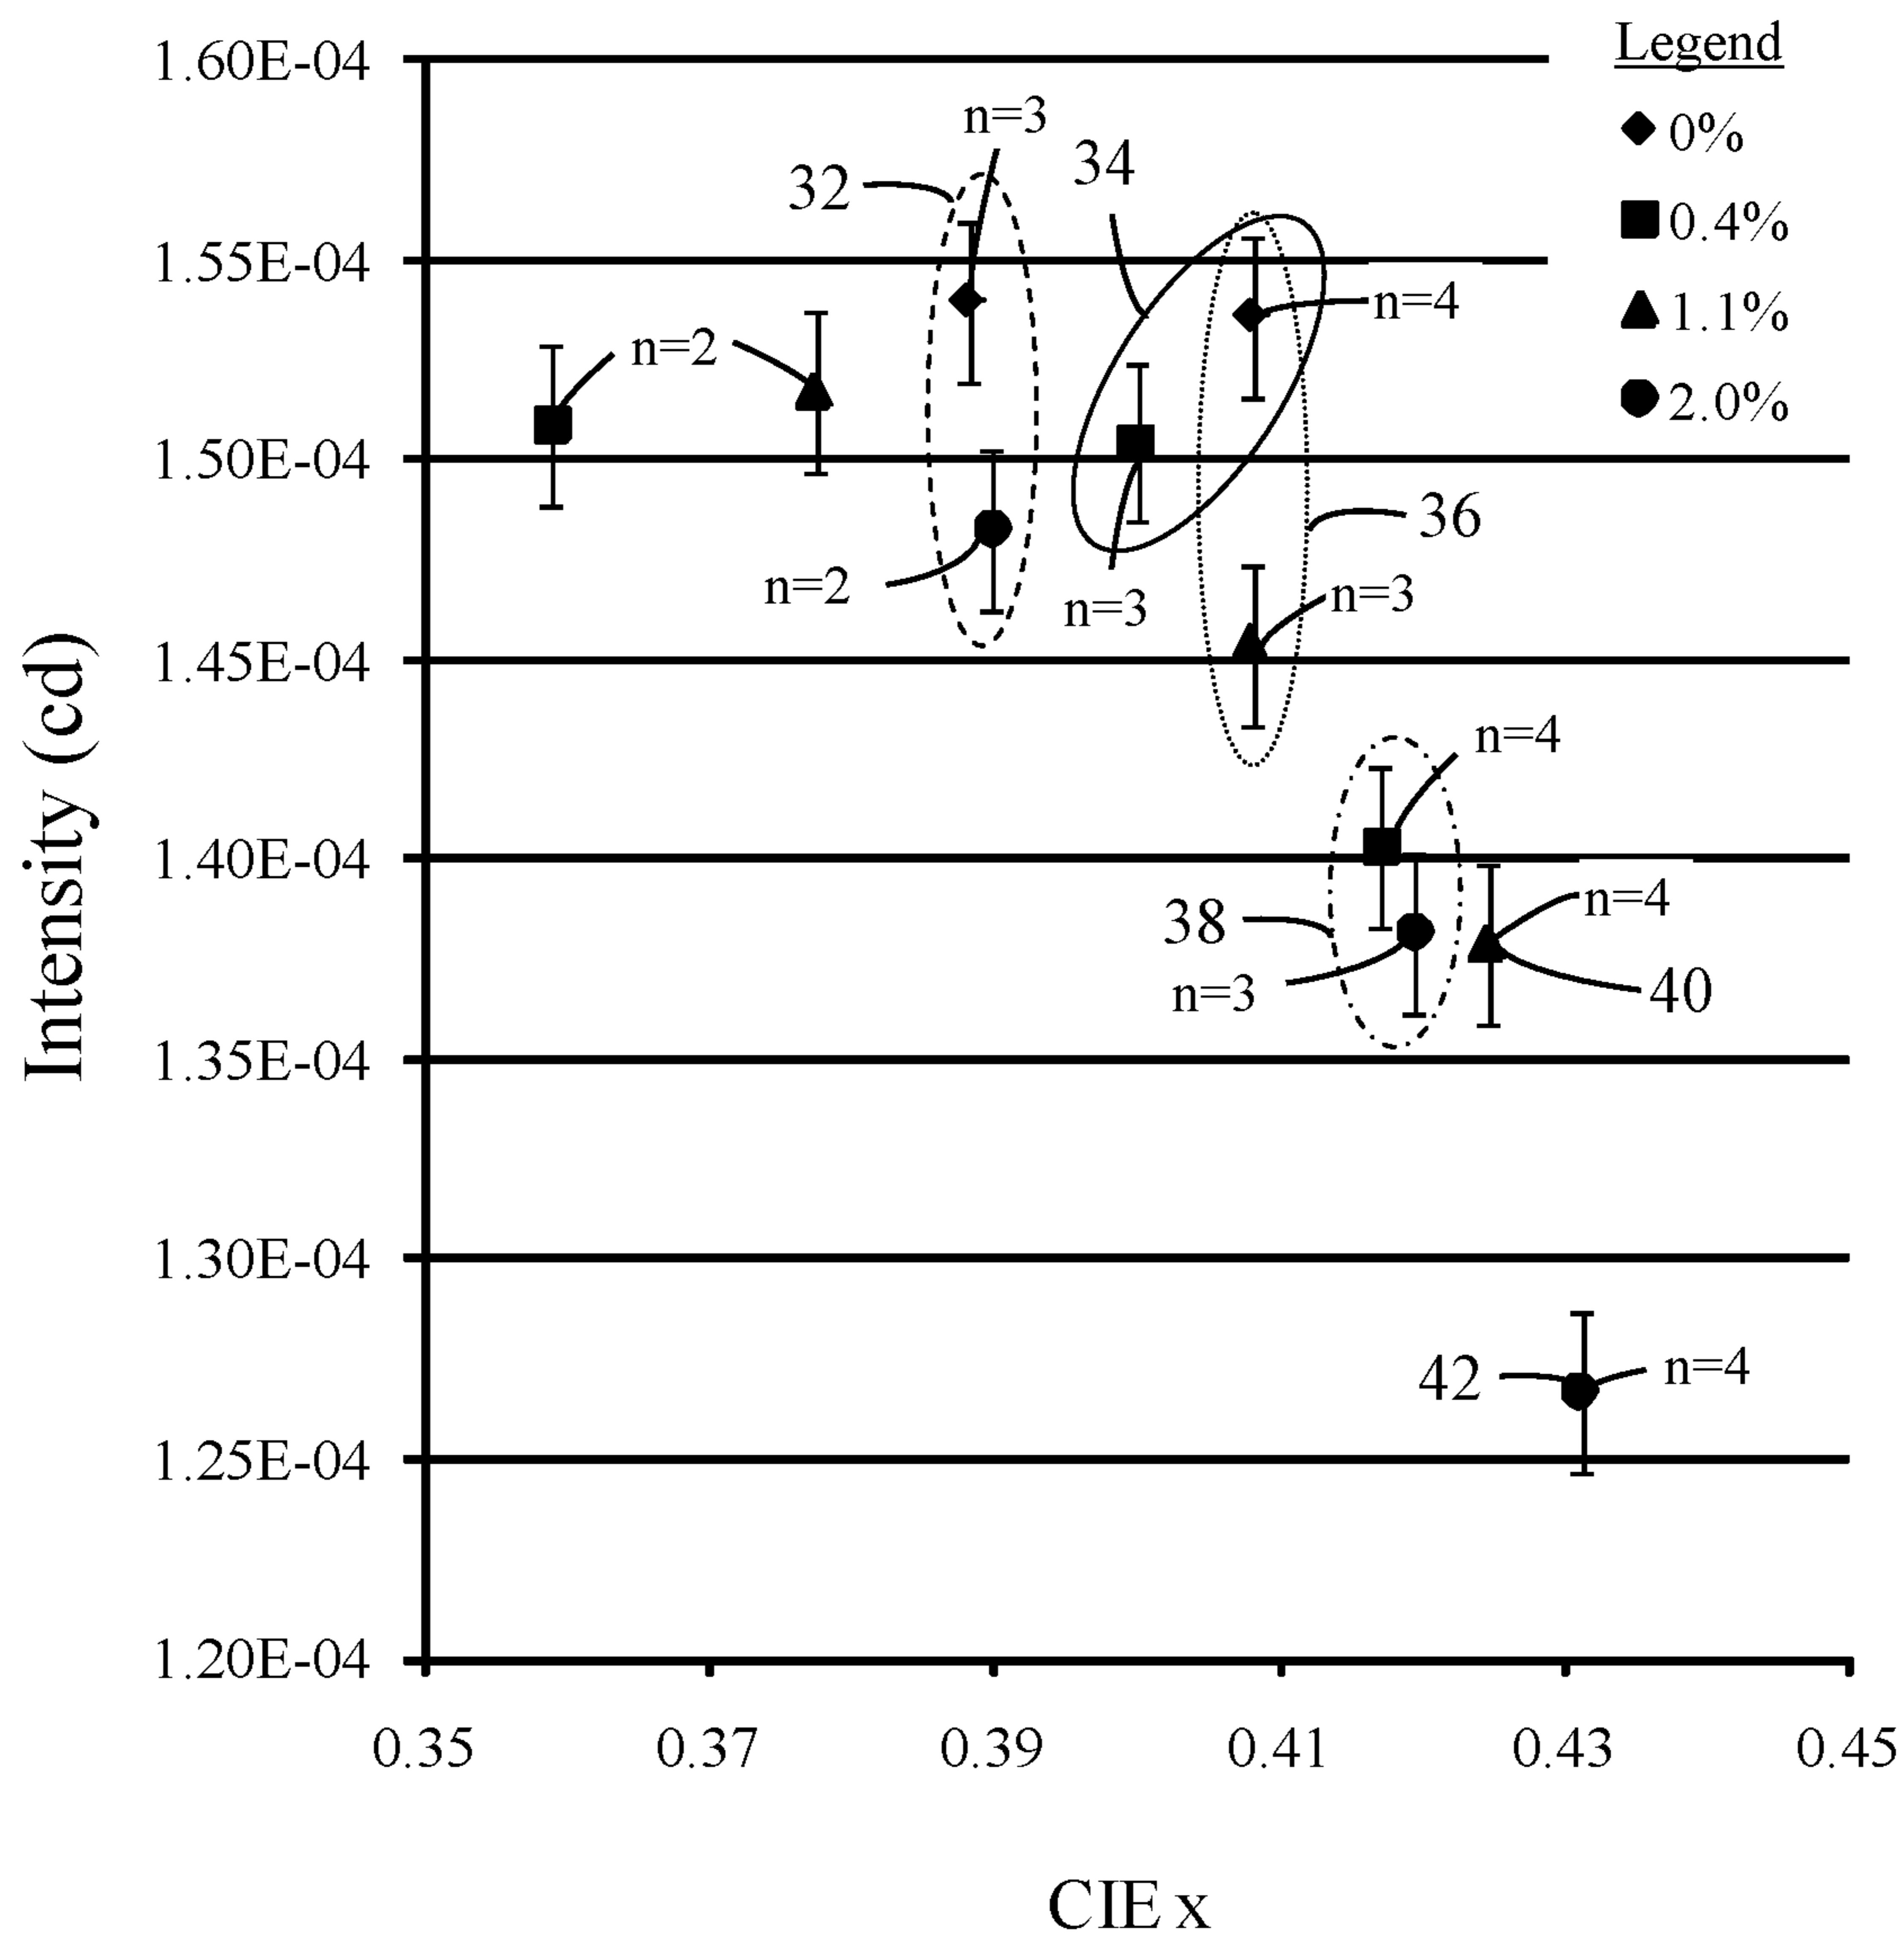 Legend
0%
0.4%
1.1%
2.0%
1.60E-04
1.55E-04
1.50E-04
1.45E-04
1.40E-04
1.35E-04
1.30E-04
1.25E-04
1.20E-04
Intensity (cd)
n=3
32
34
n=4
n=2
36
n=2
n=3
n=3
n=4
38
n=4
n=3
40
42
n=4
0.35
0.37
0.39
0.41
0.43
0.45
CIE x